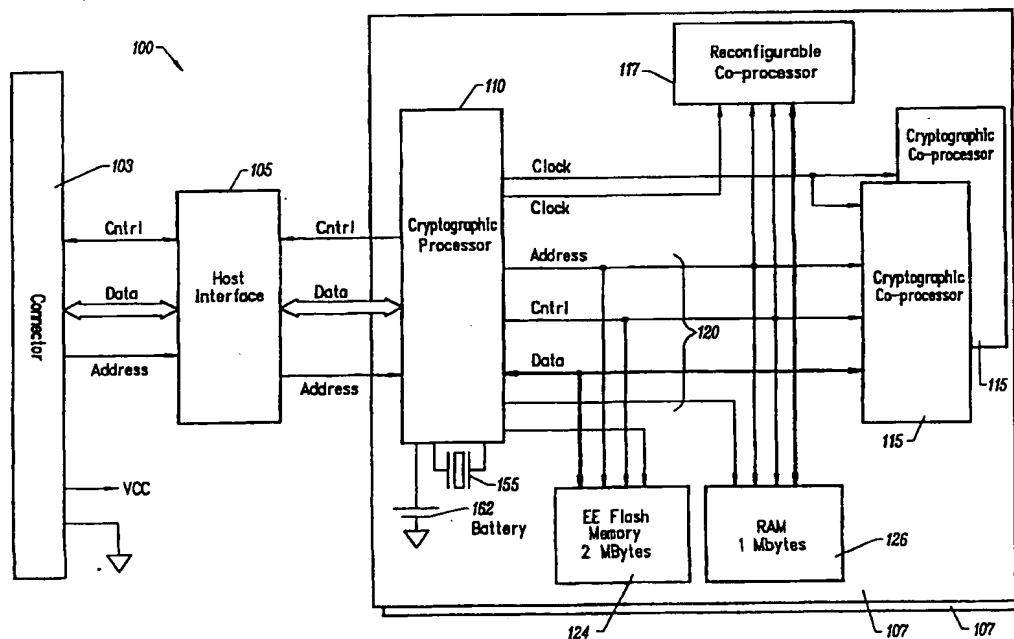 100
117
Reconfigurable
Co-processor
110
Cryptographic
Co-processor
103
105
Clock
Clock
Cntrl
Cntrl
Cryptographic
Processor
Address
Cryptographic
Co-processor
Host
Interface
Data
Data
Connector
Cntrl
120
Address
Address
Data
115
115
VCC
155
162
Battery
EE Flash
Memory
2 MBytes
RAM
1 Mbytes
126
124
107
107